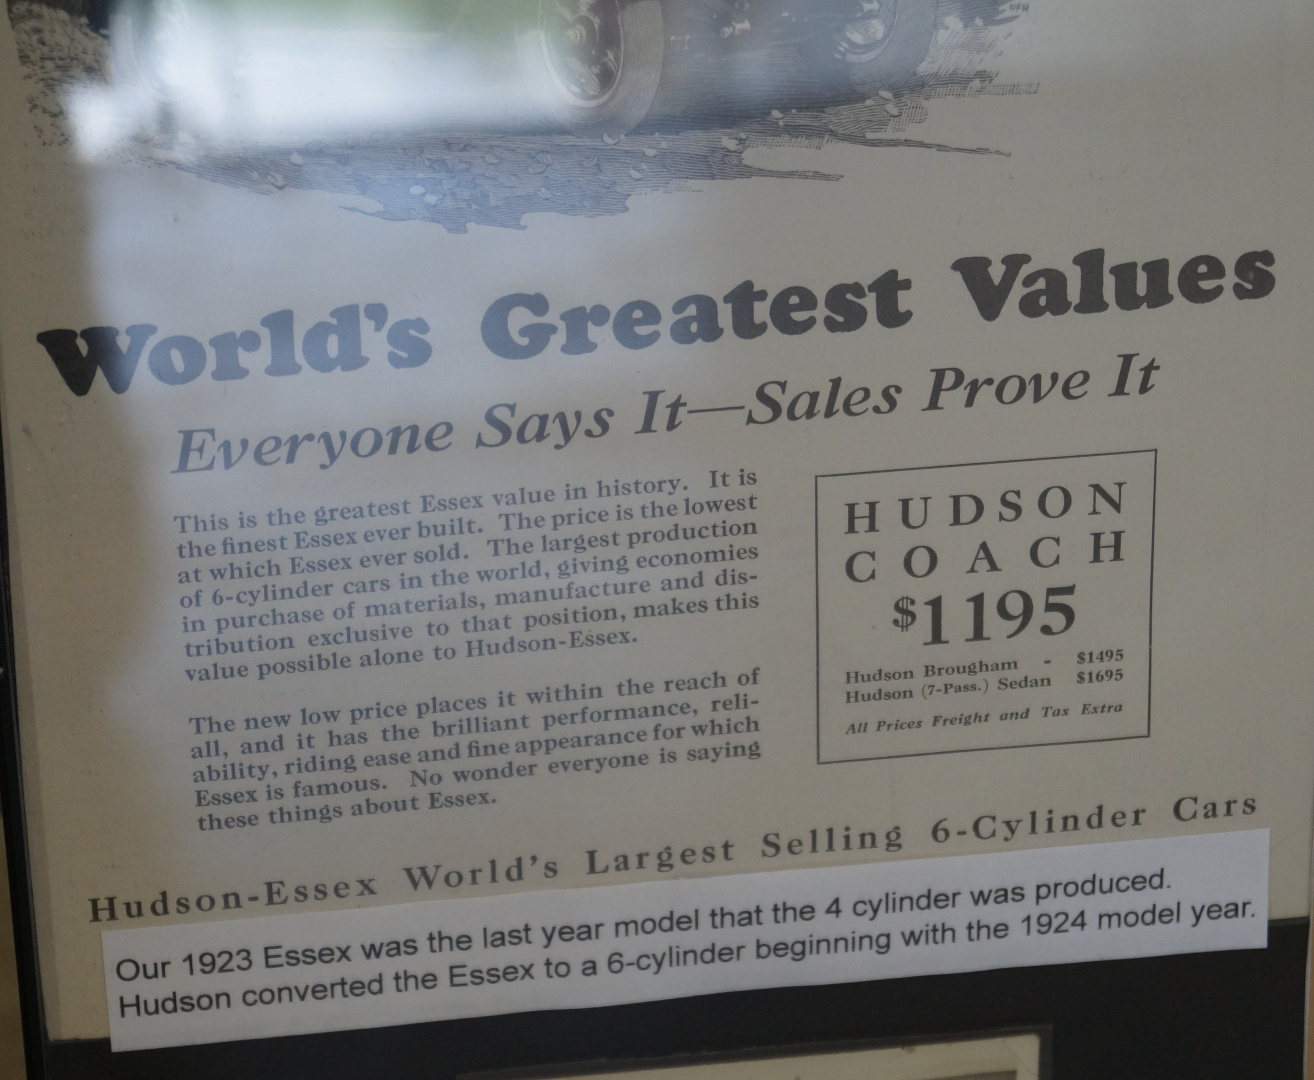 World's Greatest Values
Everyone Says It—Sales Prove It
This is the greatest Essex value in history. It is
the finest Essex ever built. The price is the lowest
at which Essex ever sold. The largest production
of 6-cylinder cars in the world, giving economies
in purchase of materials, manufacture and dis-
tribution exclusive to that position, makes this
value possible alone to Hudson-Essex.
The new low price places it within the reach of
all, and it has the brilliant performance, reli-
ability, riding ease and fine appearance for which
Essex is famous. No wonder everyone is saying
these things about Essex.
HUDSON
COACH
$1195
Hudson Brougham - $1495
Hudson (7-Pass.) Sedan $1695
All Prices Freight and Tax Extra
Hudson-Essex World's Largest Selling 6-Cylinder Cars
Our 1923 Essex was the last year model that the 4 cylinder was produced.
Hudson converted the Essex to a 6-cylinder beginning with the 1924 model year.